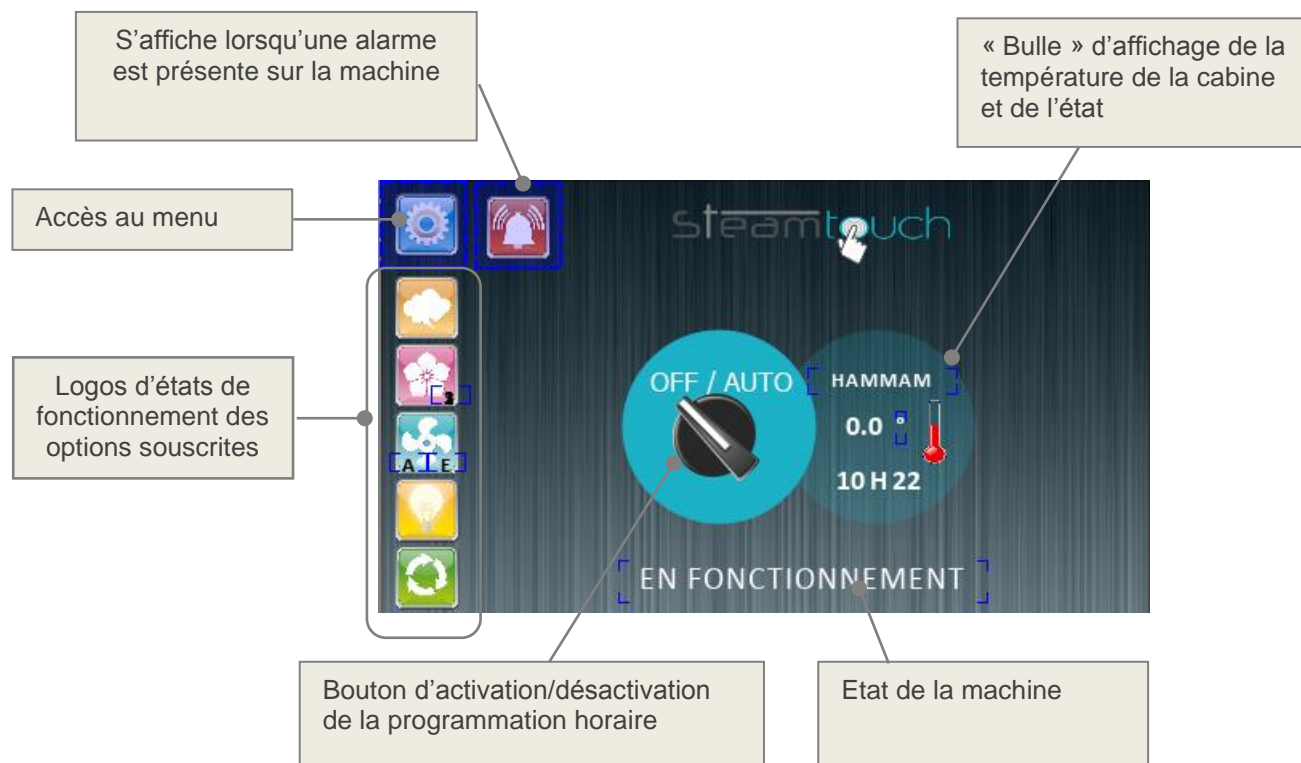 S’affiche lorsqu’une alarme
est présente sur la machine
« Bulle » d’affichage de la
température de la cabine
et de l’état
Accès au menu
steamtouch
Logos d’états de
fonctionnement des
options souscrites
3
A I E
OFF / AUTO
HAMMAM
0.0 °
10 H 22
EN FONCTIONNEMENT
Bouton d’activation/désactivation
de la programmation horaire
Etat de la machine